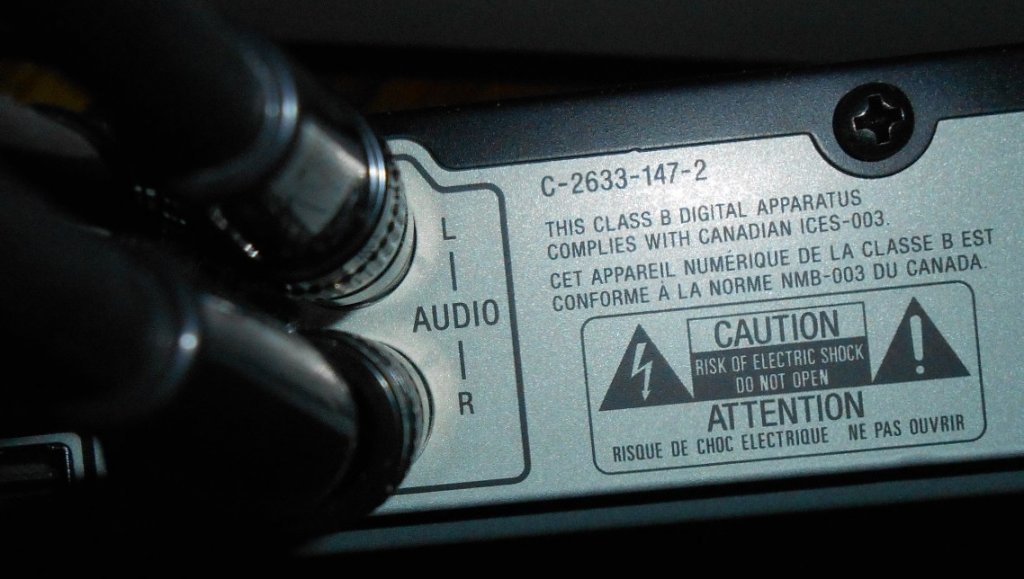 L
AUDIO
R
C-2633-147-2
THIS CLASS B DIGITAL APPARATUS
COMPLIES WITH CANADIAN ICES-003.
CET APPAREIL NUMÉRIQUE DE LA CLASSE B EST
CONFORME À LA NORME NMB-003 DU CANADA.
CAUTION
RISK OF ELECTRIC SHOCK
DO NOT OPEN
ATTENTION
RISQUE DE CHOC ELECTRIQUE NE PAS OUVRIR